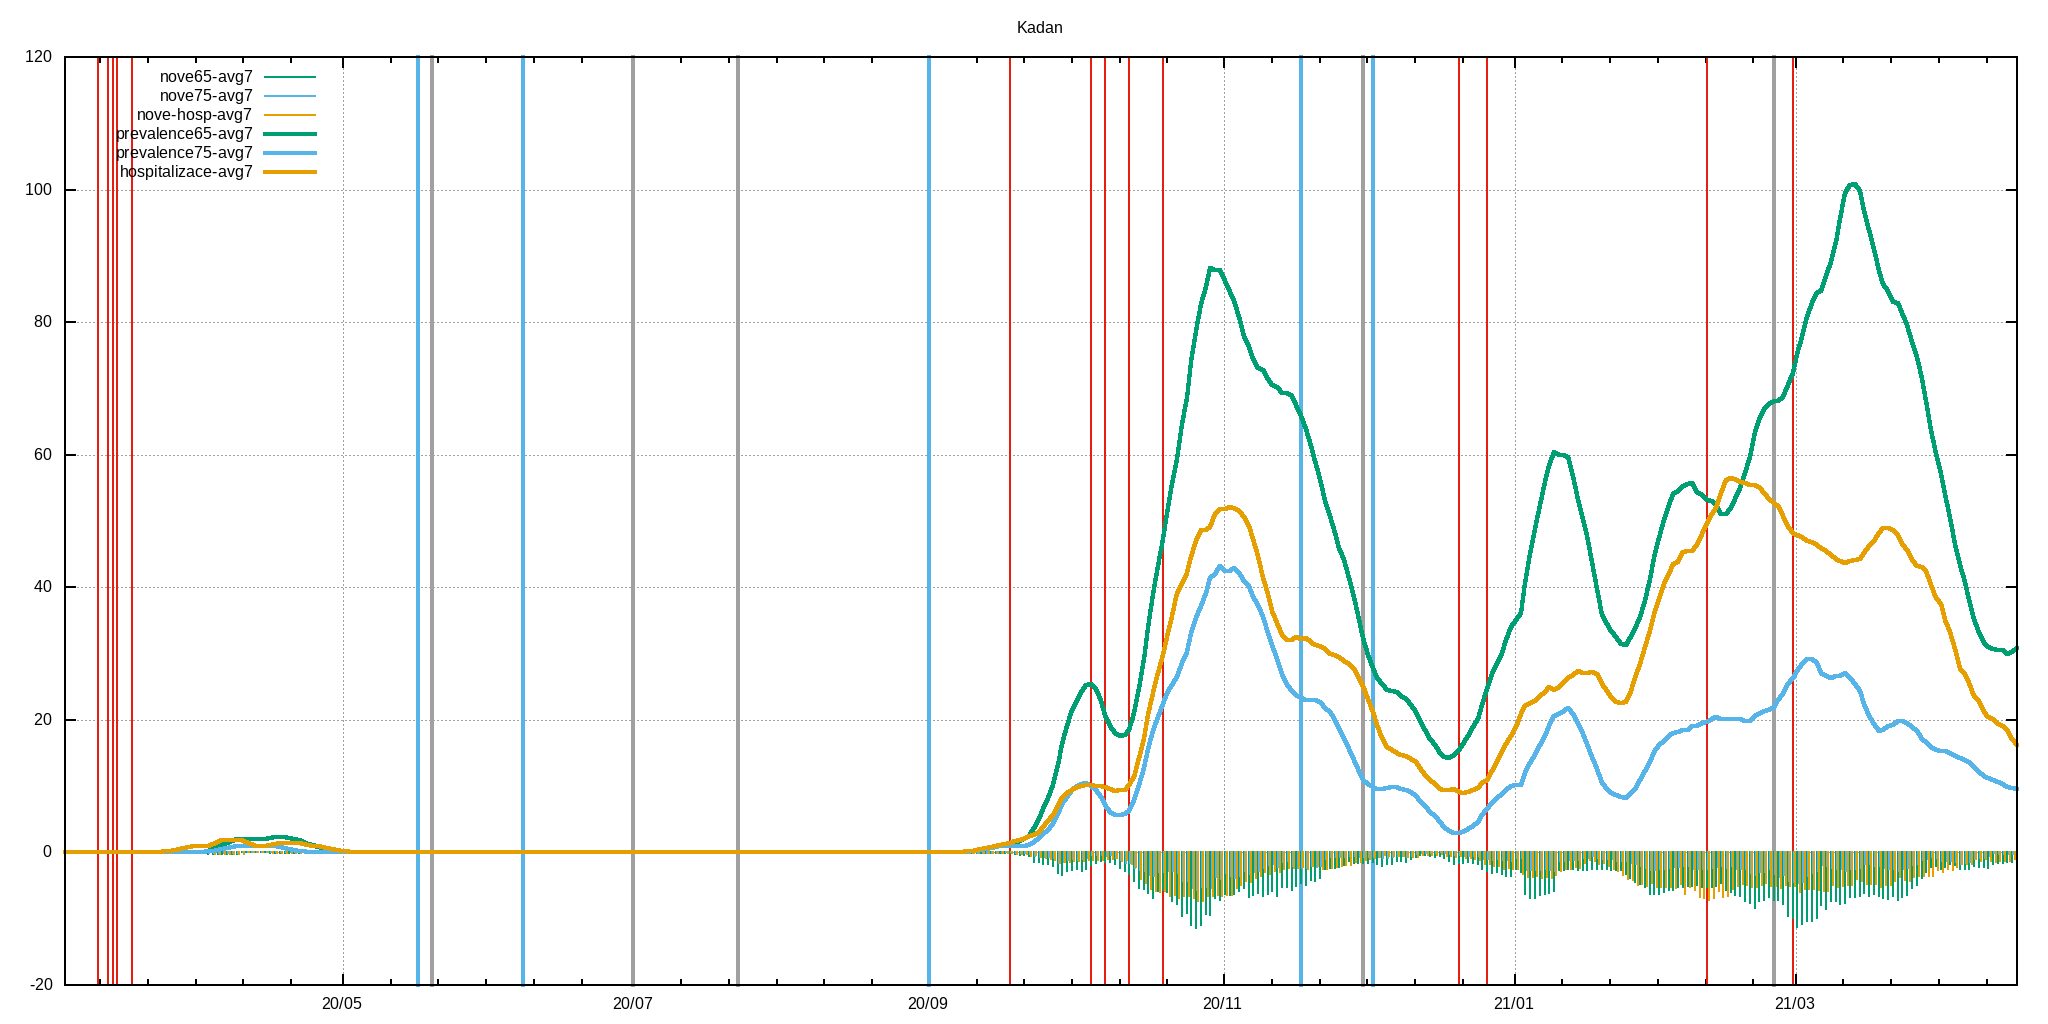 Kadan
120
100
80
60
40
20
0
-20
nove65-avg7
nove75-avg7
nove-hosp-avg7
prevalence65-avg7
prevalence75-avg7
hospitalizace-avg7
20/05 20/07 20/09 20/11 21/01 21/03